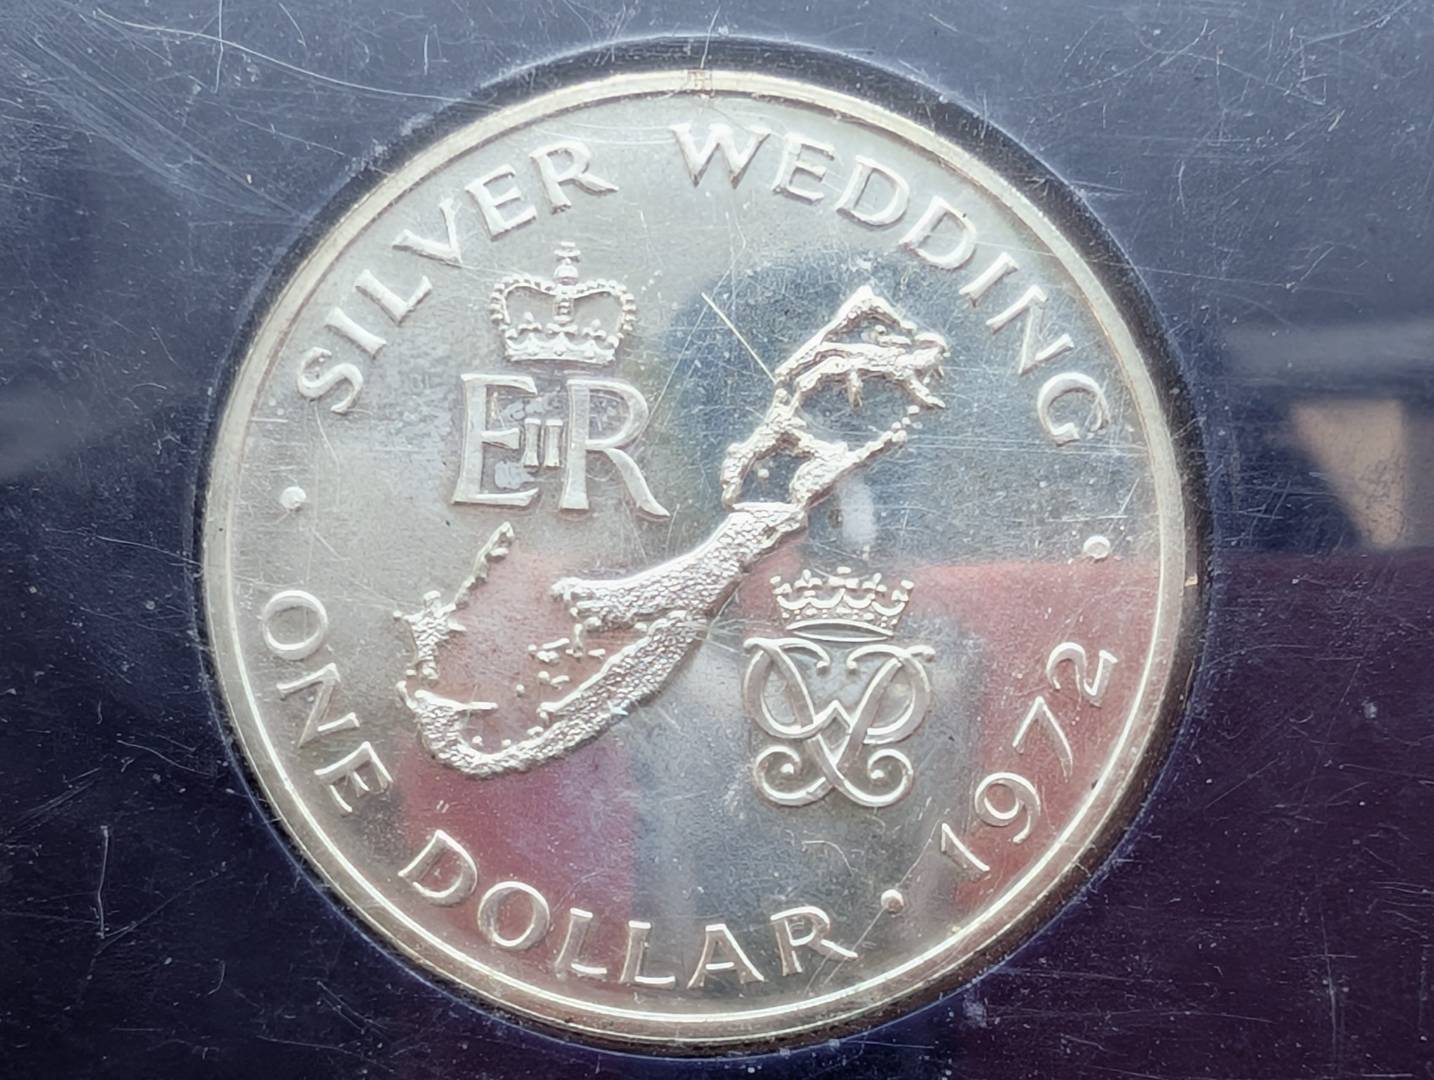 SILVER WEDDING
EIIR
· ONE DOLLAR · 1972 ·